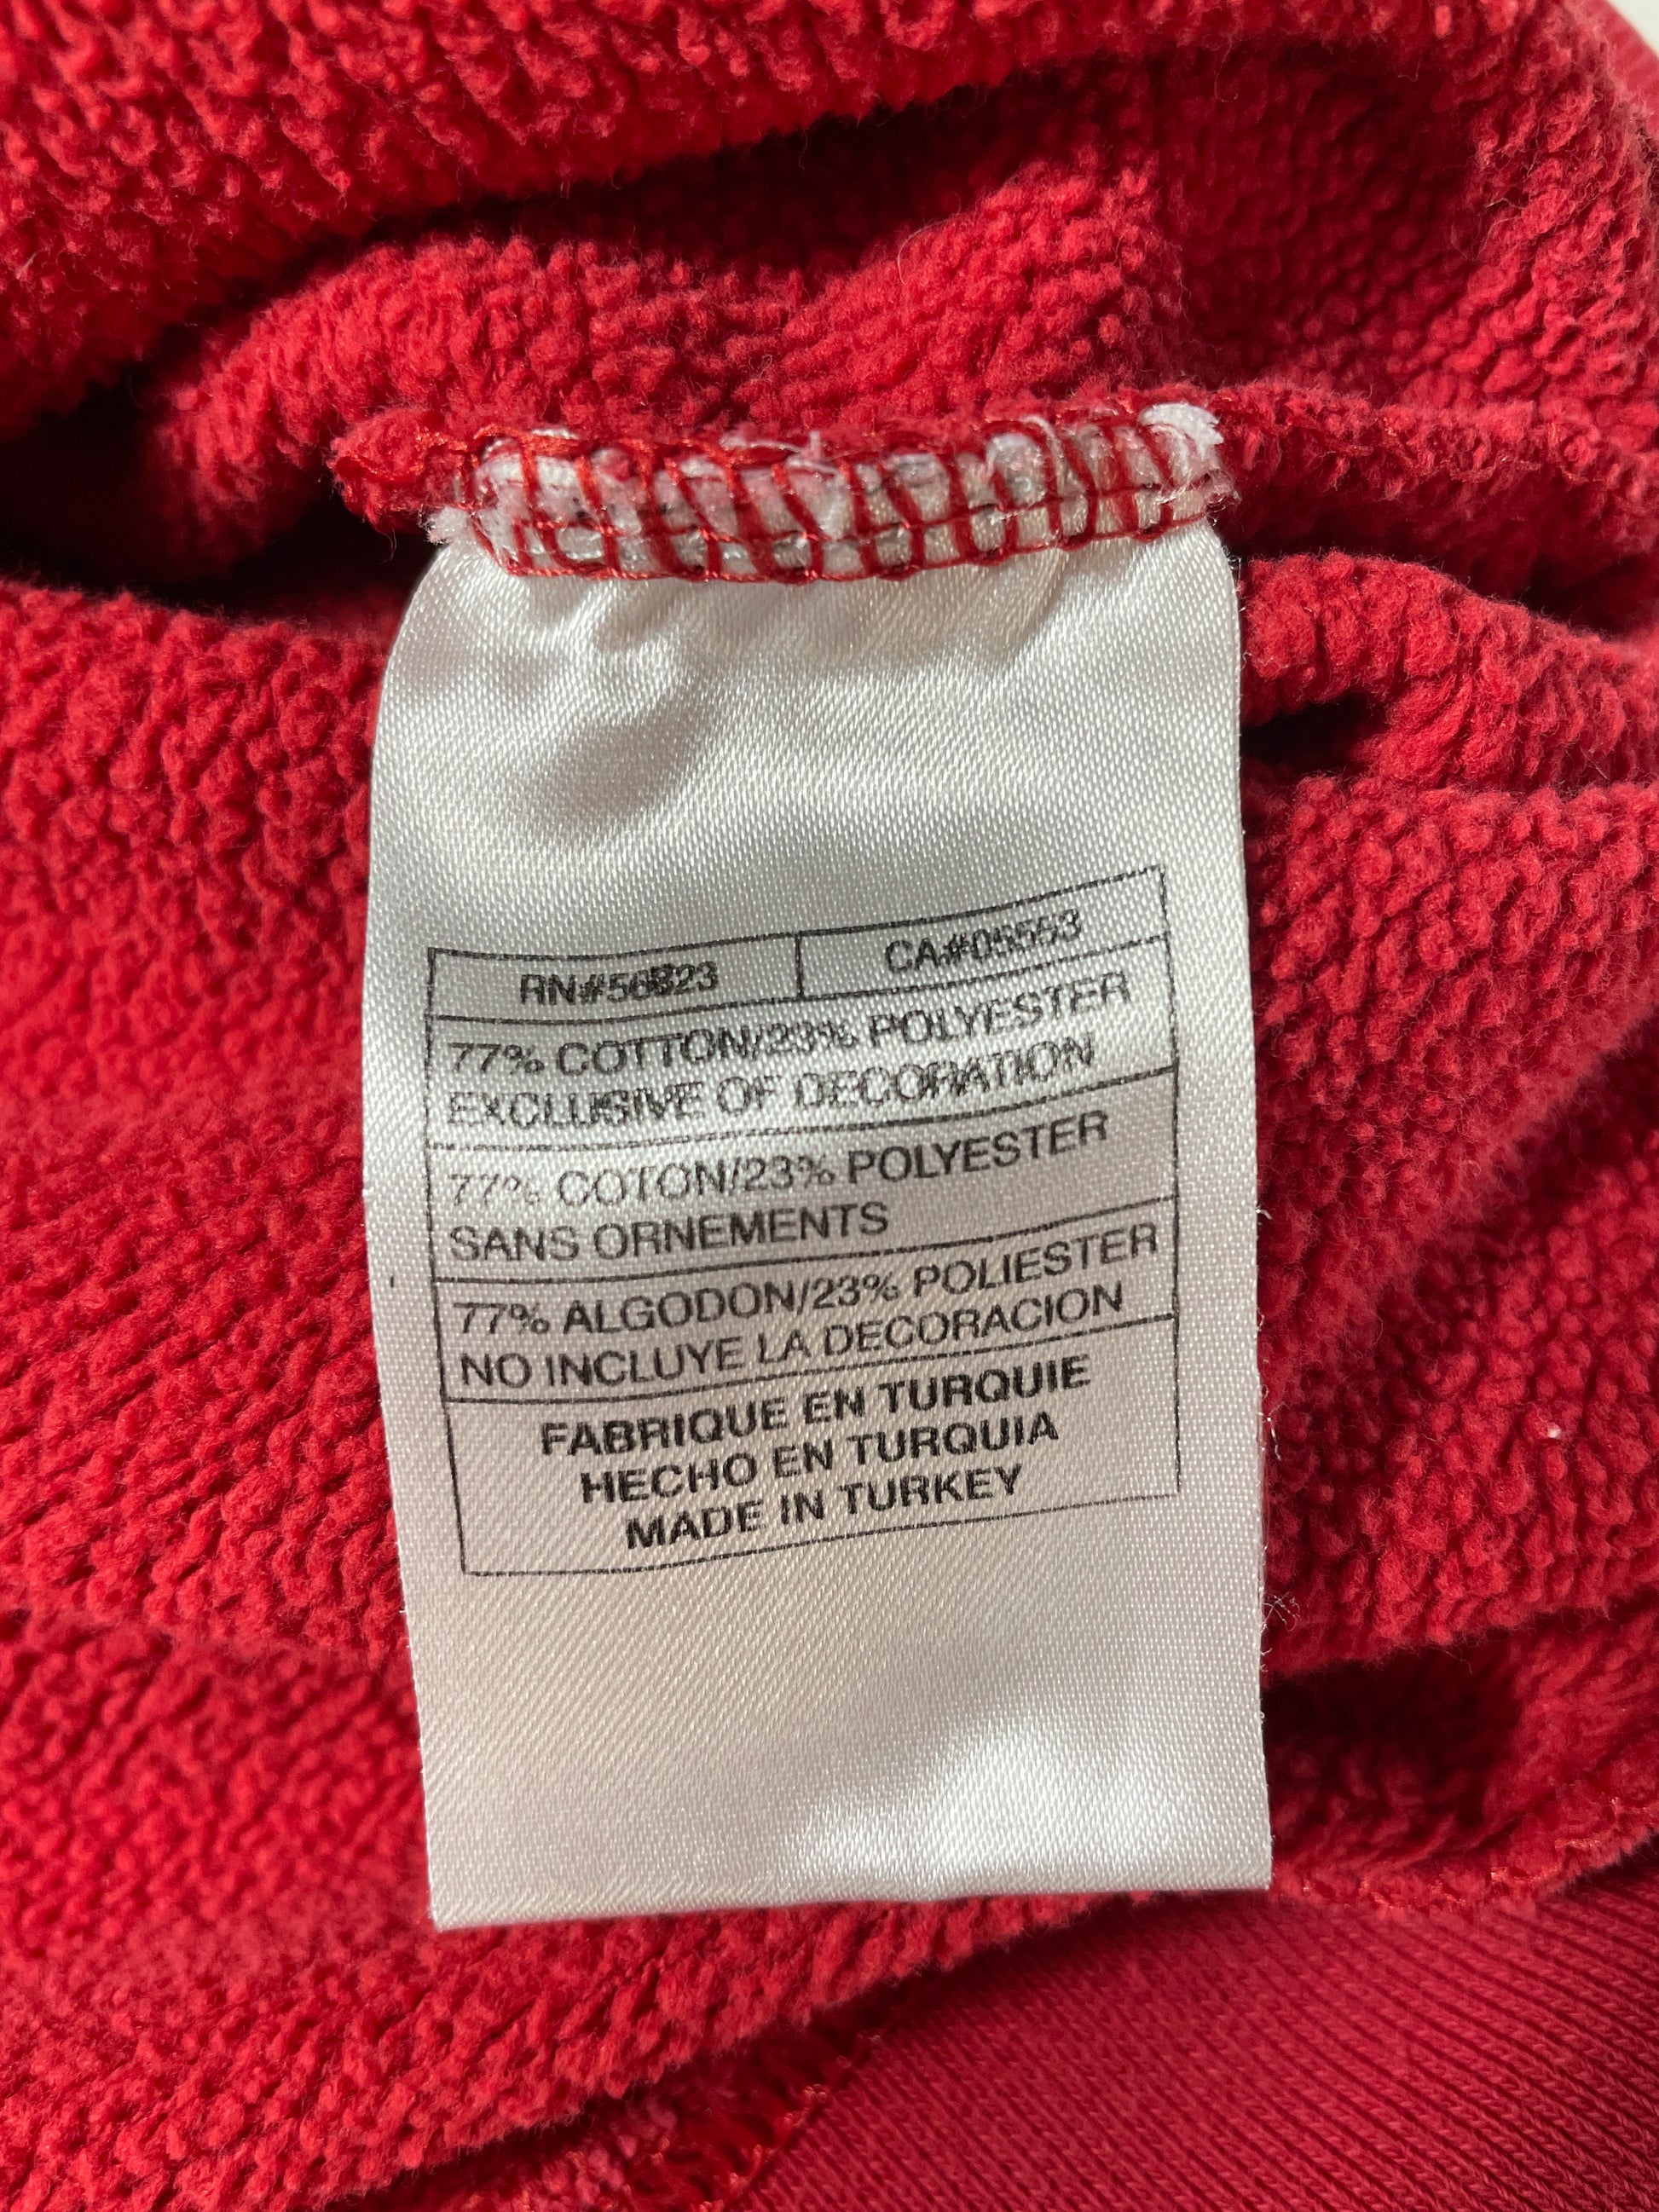 RN#56823 CA#05553
77% COTTON/23% POLYESTER
EXCLUSIVE OF DECORATION
77% COTON/23% POLYESTER
SANS ORNEMENTS
77% ALGODON/23% POLIESTER
NO INCLUYE LA DECORACION
FABRIQUE EN TURQUIE
HECHO EN TURQUIA
MADE IN TURKEY